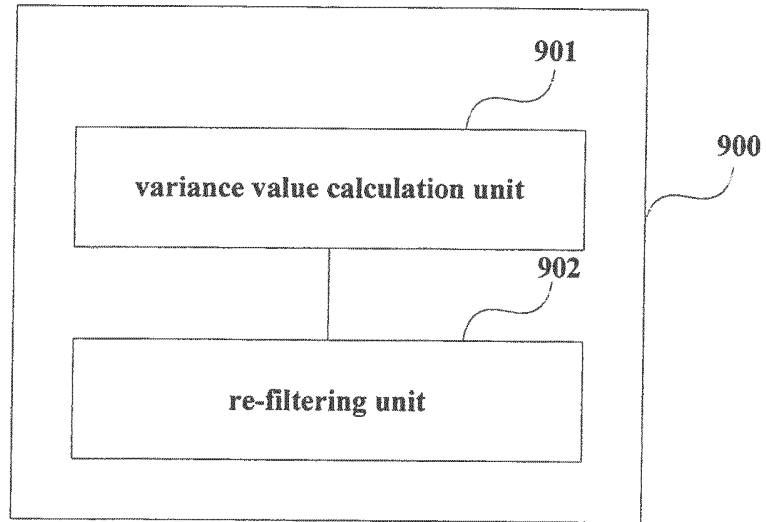 901
variance value calculation unit
900
902
re-filtering unit